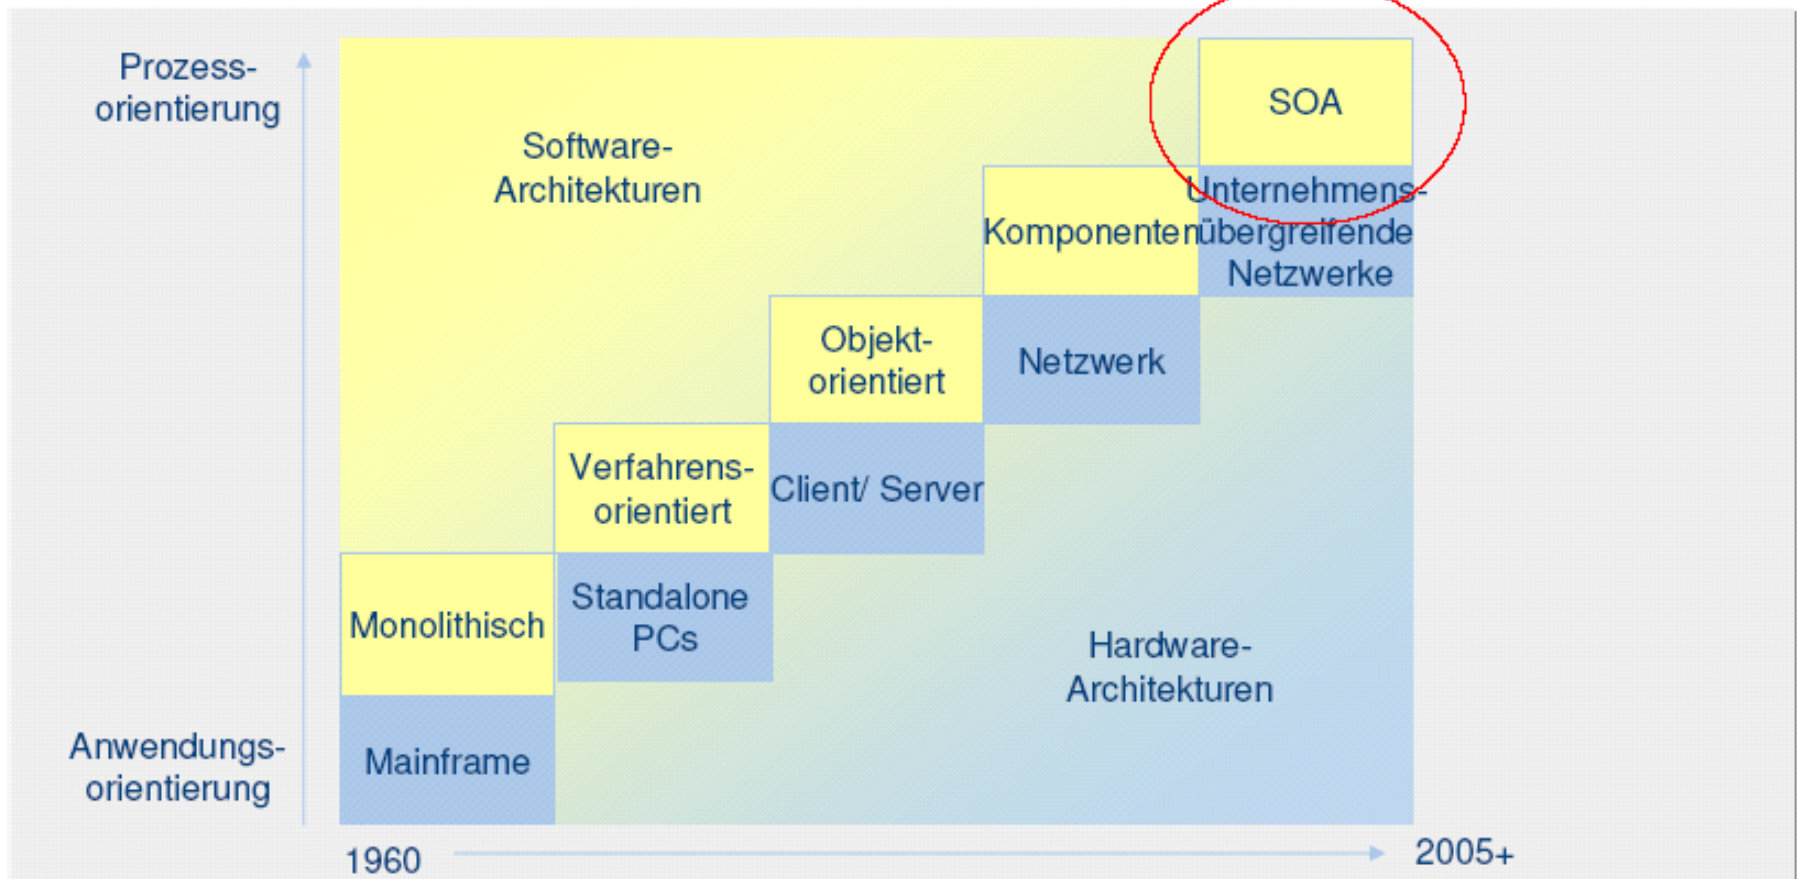 Prozess-
orientierung
Software-
Architekturen
SOA
Unternehmens-
übergreifende
Netzwerke
Komponenten
Netzwerk
Objekt-
orientiert
Client/ Server
Verfahrens-
orientiert
Standalone
PCs
Monolithisch
Mainframe
Hardware-
Architekturen
Anwendungs-
orientierung
1960
2005+